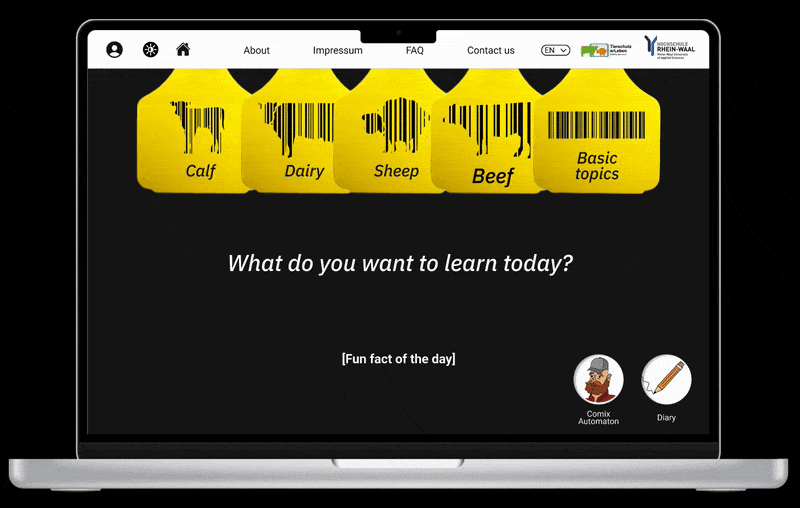 About
Impressum
FAQ
Contact us
EN
Tierschutz
HOCHSCHULE
RHEIN-WAAL
Rhine-Waal University
of Applied Sciences
Calf
Dairy
Sheep
Beef
Basic
topics
What do you want to learn today?
[Fun fact of the day]
Comix
Automaton
Diary